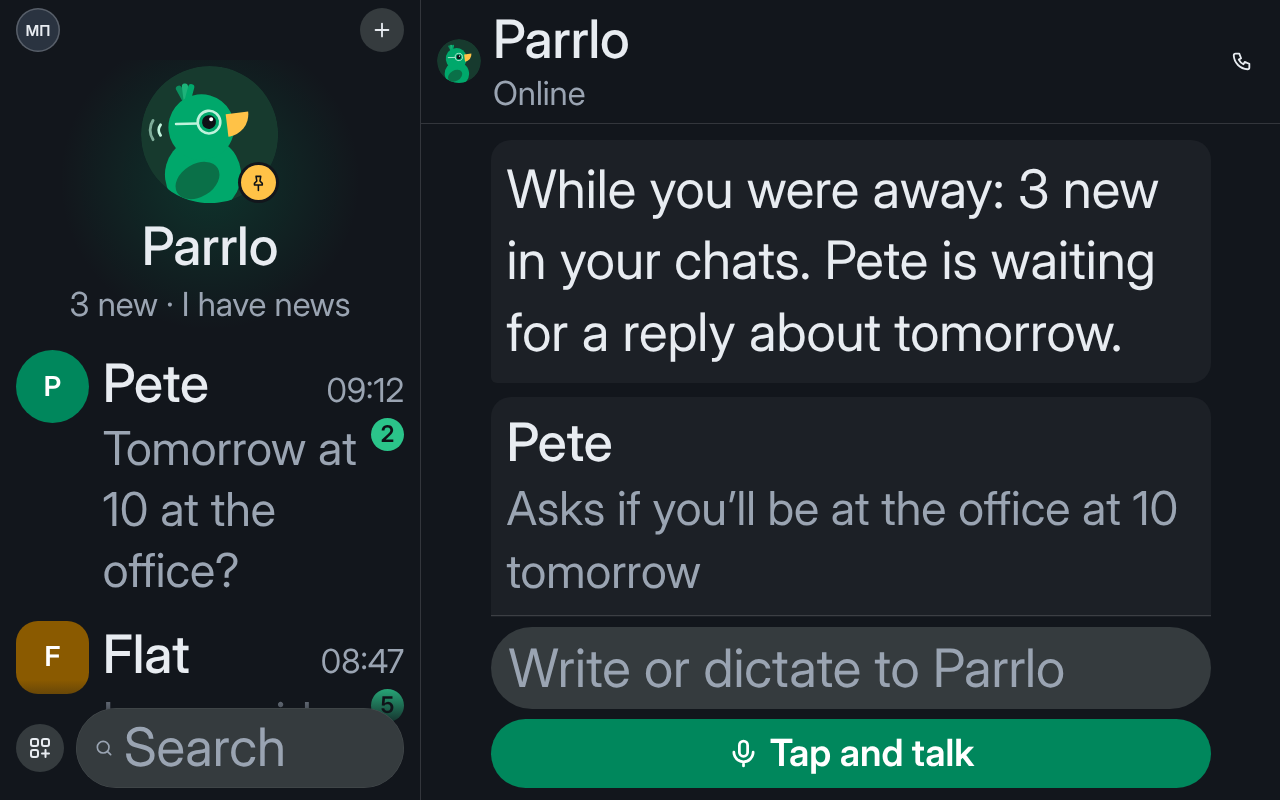 МП
Parrlo
3 new · I have news
P
Pete
09:12
Tomorrow at
10 at the
office?
2
F
Flat
08:47
5
Search
Parrlo
Online
While you were away: 3 new
in your chats. Pete is waiting
for a reply about tomorrow.
Pete
Asks if you’ll be at the office at 10
tomorrow
Write or dictate to Parrlo
Tap and talk